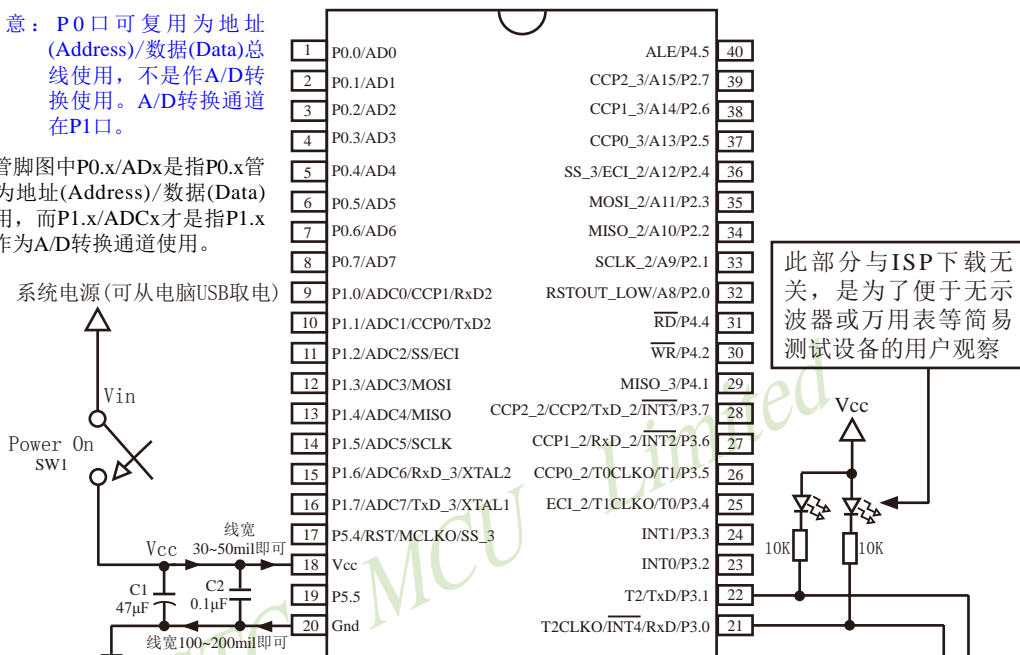 意：P0口可复用为地址
(Address)/数据(Data)总
线使用，不是作A/D转
换使用。A/D转换通道
在P1口。
管脚图中P0.x/ADx是指P0.x管
为地址(Address)/数据(Data)
用，而P1.x/ADCx才是指P1.x
作为A/D转换通道使用。
系统电源(可从电脑USB取电)
Vin
Power On
SW1
Vcc
线宽
30~50mil即可
C1
47μF
C2
0.1μF
线宽100~200mil即可
1 P0.0/AD0
2 P0.1/AD1
3 P0.2/AD2
4 P0.3/AD3
5 P0.4/AD4
6 P0.5/AD5
7 P0.6/AD6
8 P0.7/AD7
9 P1.0/ADC0/CCP1/RxD2
10 P1.1/ADC1/CCP0/TxD2
11 P1.2/ADC2/SS/ECI
12 P1.3/ADC3/MOSI
13 P1.4/ADC4/MISO
14 P1.5/ADC5/SCLK
15 P1.6/ADC6/RxD_3/XTAL2
16 P1.7/ADC7/TxD_3/XTAL1
17 P5.4/RST/MCLKO/SS_3
18 Vcc
19 P5.5
20 Gnd
ALE/P4.5 40
CCP2_3/A15/P2.7 39
CCP1_3/A14/P2.6 38
CCP0_3/A13/P2.5 37
SS_3/ECI_2/A12/P2.4 36
MOSI_2/A11/P2.3 35
MISO_2/A10/P2.2 34
SCLK_2/A9/P2.1 33
RSTOUT_LOW/A8/P2.0 32
RD/P4.4 31
WR/P4.2 30
MISO_3/P4.1 29
CCP2_2/CCP2/TxD_2/INT3/P3.7 28
CCP1_2/RxD_2/INT2/P3.6 27
CCP0_2/T0CLKO/T1/P3.5 26
ECI_2/T1CLKO/T0/P3.4 25
INT1/P3.3 24
INT0/P3.2 23
T2/TxD/P3.1 22
T2CLKO/INT4/RxD/P3.0 21
此部分与ISP下载无
关，是为了便于无示
波器或万用表等简易
测试设备的用户观察
Vcc
10K
10K
MCU Limited